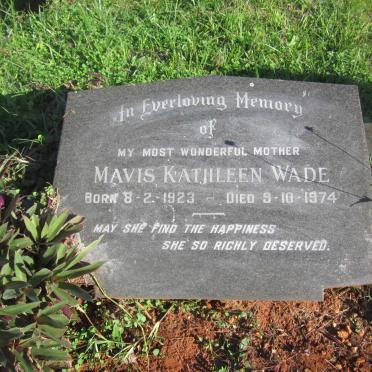 "In Everloving Memory"
of
MY MOST WONDERFUL MOTHER
MAVIS KATHLEEN WADE
BORN 8-2-1923 – DIED 9-10-1974
MAY SHE FIND THE HAPPINESS
SHE SO RICHLY DESERVED.